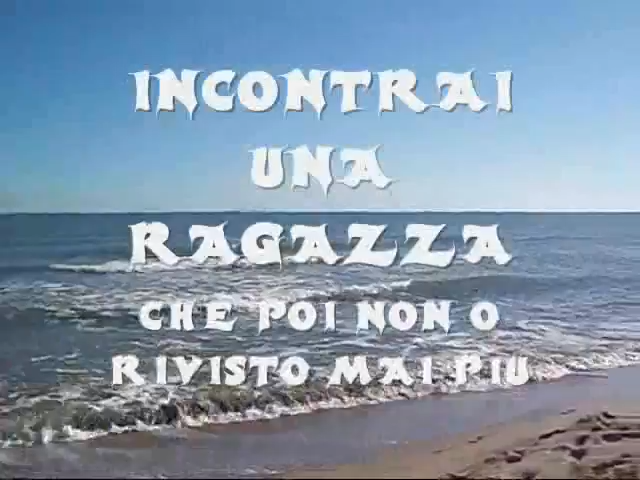 INCONTRAI
UNA
RAGAZZA
CHE POI NON O
RIVISTO MAI PIU